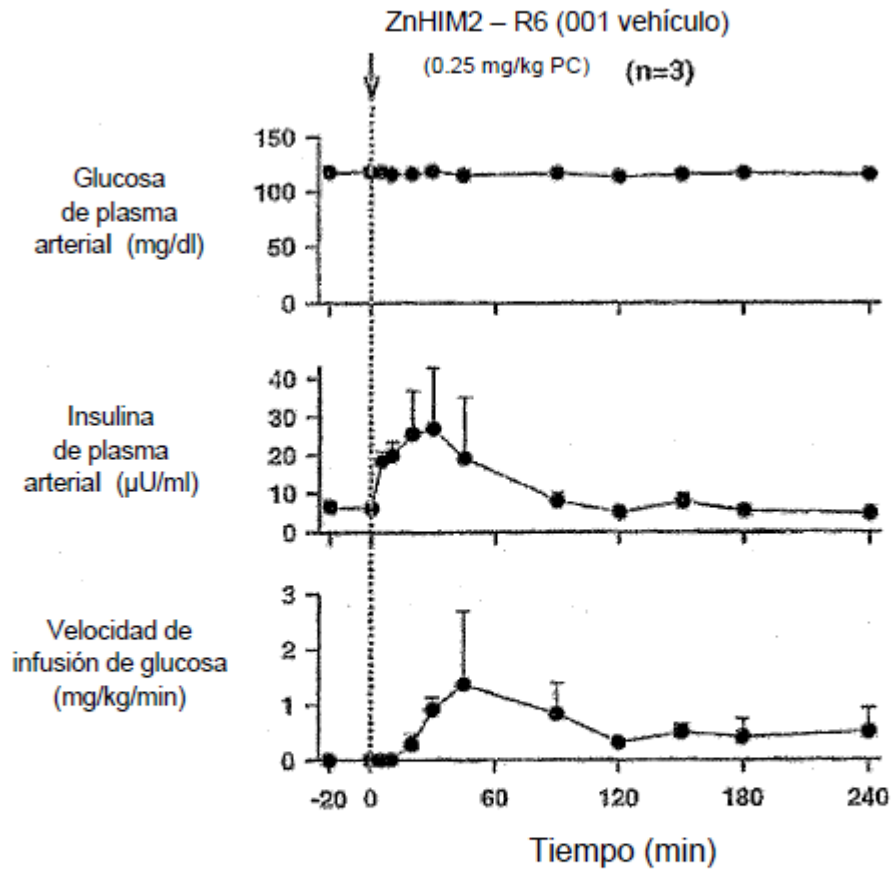 ZnHIM2 – R6 (001 vehículo)
(0.25 mg/kg PC) (n=3)
Glucosa
de plasma
arterial (mg/dl)
150
100
50
0
Insulina
de plasma
arterial (µU/ml)
40
30
20
10
0
Velocidad de
infusión de glucosa
(mg/kg/min)
3
2
1
0
-20 0 60 120 180 240
Tiempo (min)